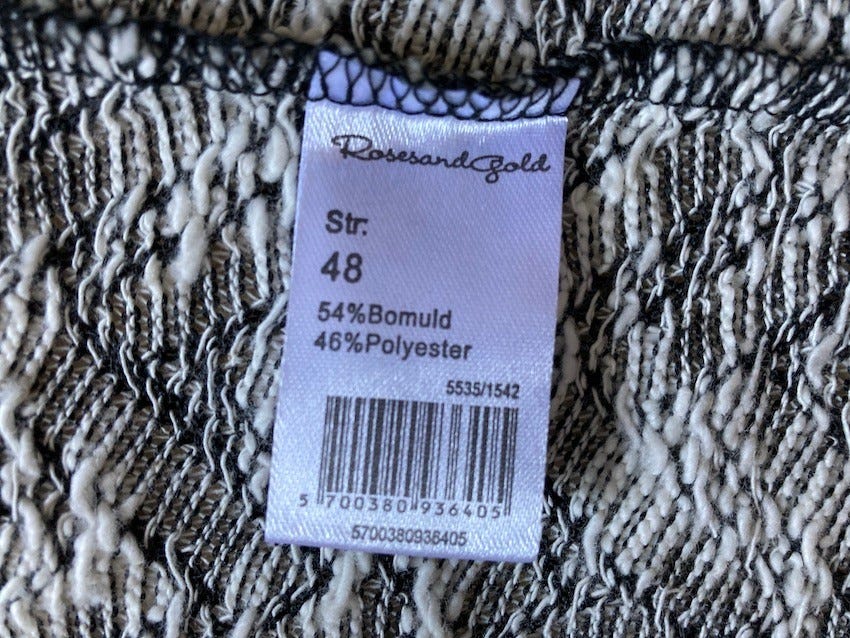 RosesandGold
Str:
48
54%Bomuld
46%Polyester
5535/1542
5 700380 936405
5700380936405